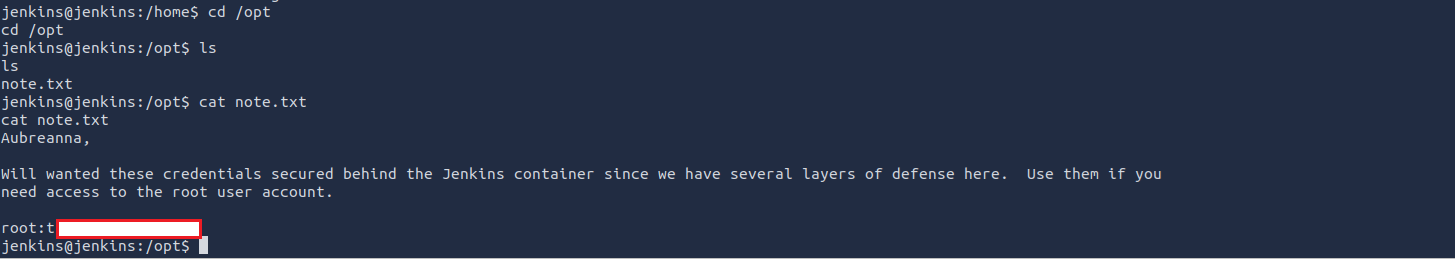 jenkins@jenkins:/home$ cd /opt
cd /opt
jenkins@jenkins:/opt$ ls
ls
note.txt
jenkins@jenkins:/opt$ cat note.txt
cat note.txt
Aubreanna,
Will wanted these credentials secured behind the Jenkins container since we have several layers of defense here.  Use them if you
need access to the root user account.
root:t
jenkins@jenkins:/opt$